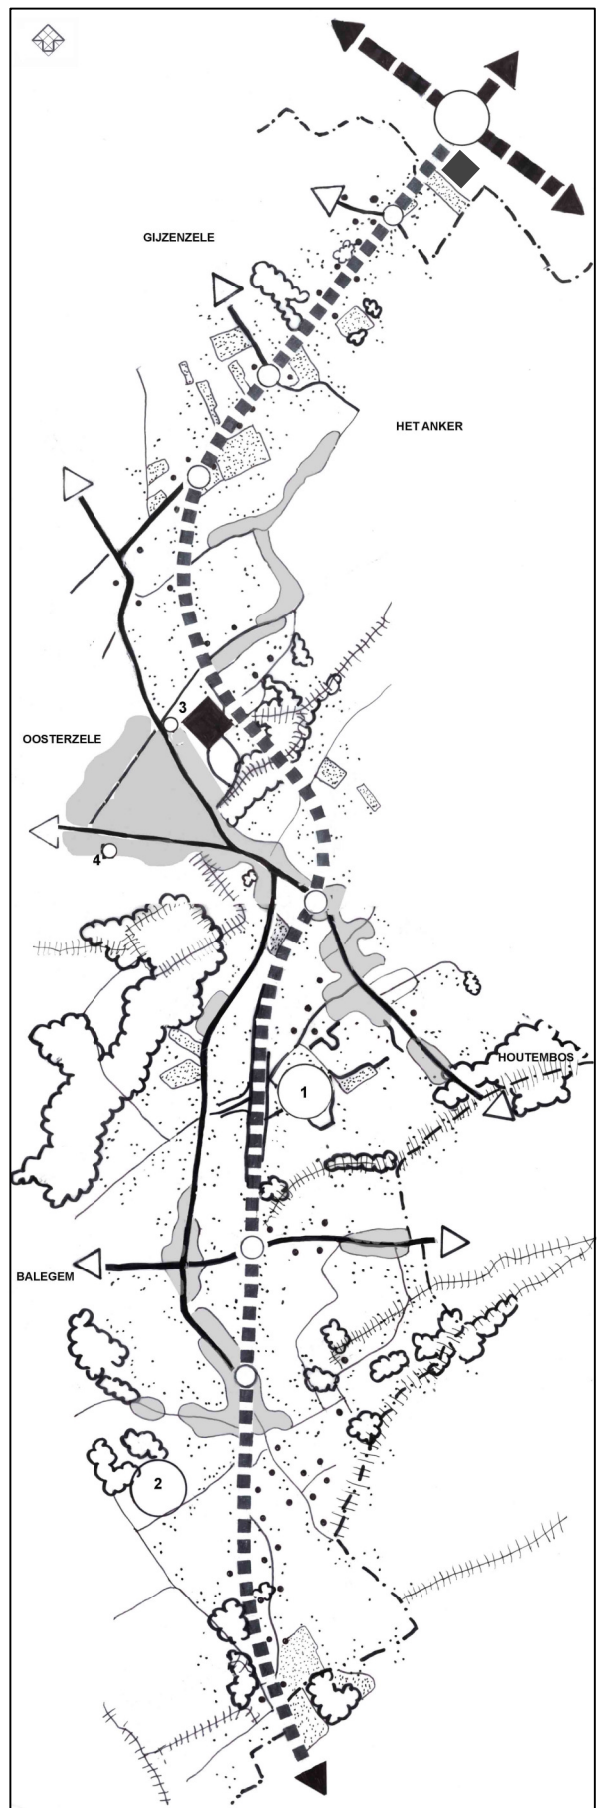 GIJZENZELE
HET ANKER
3
OOSTERZELE
4
HOUTEMBOS
1
BALEGEM
2